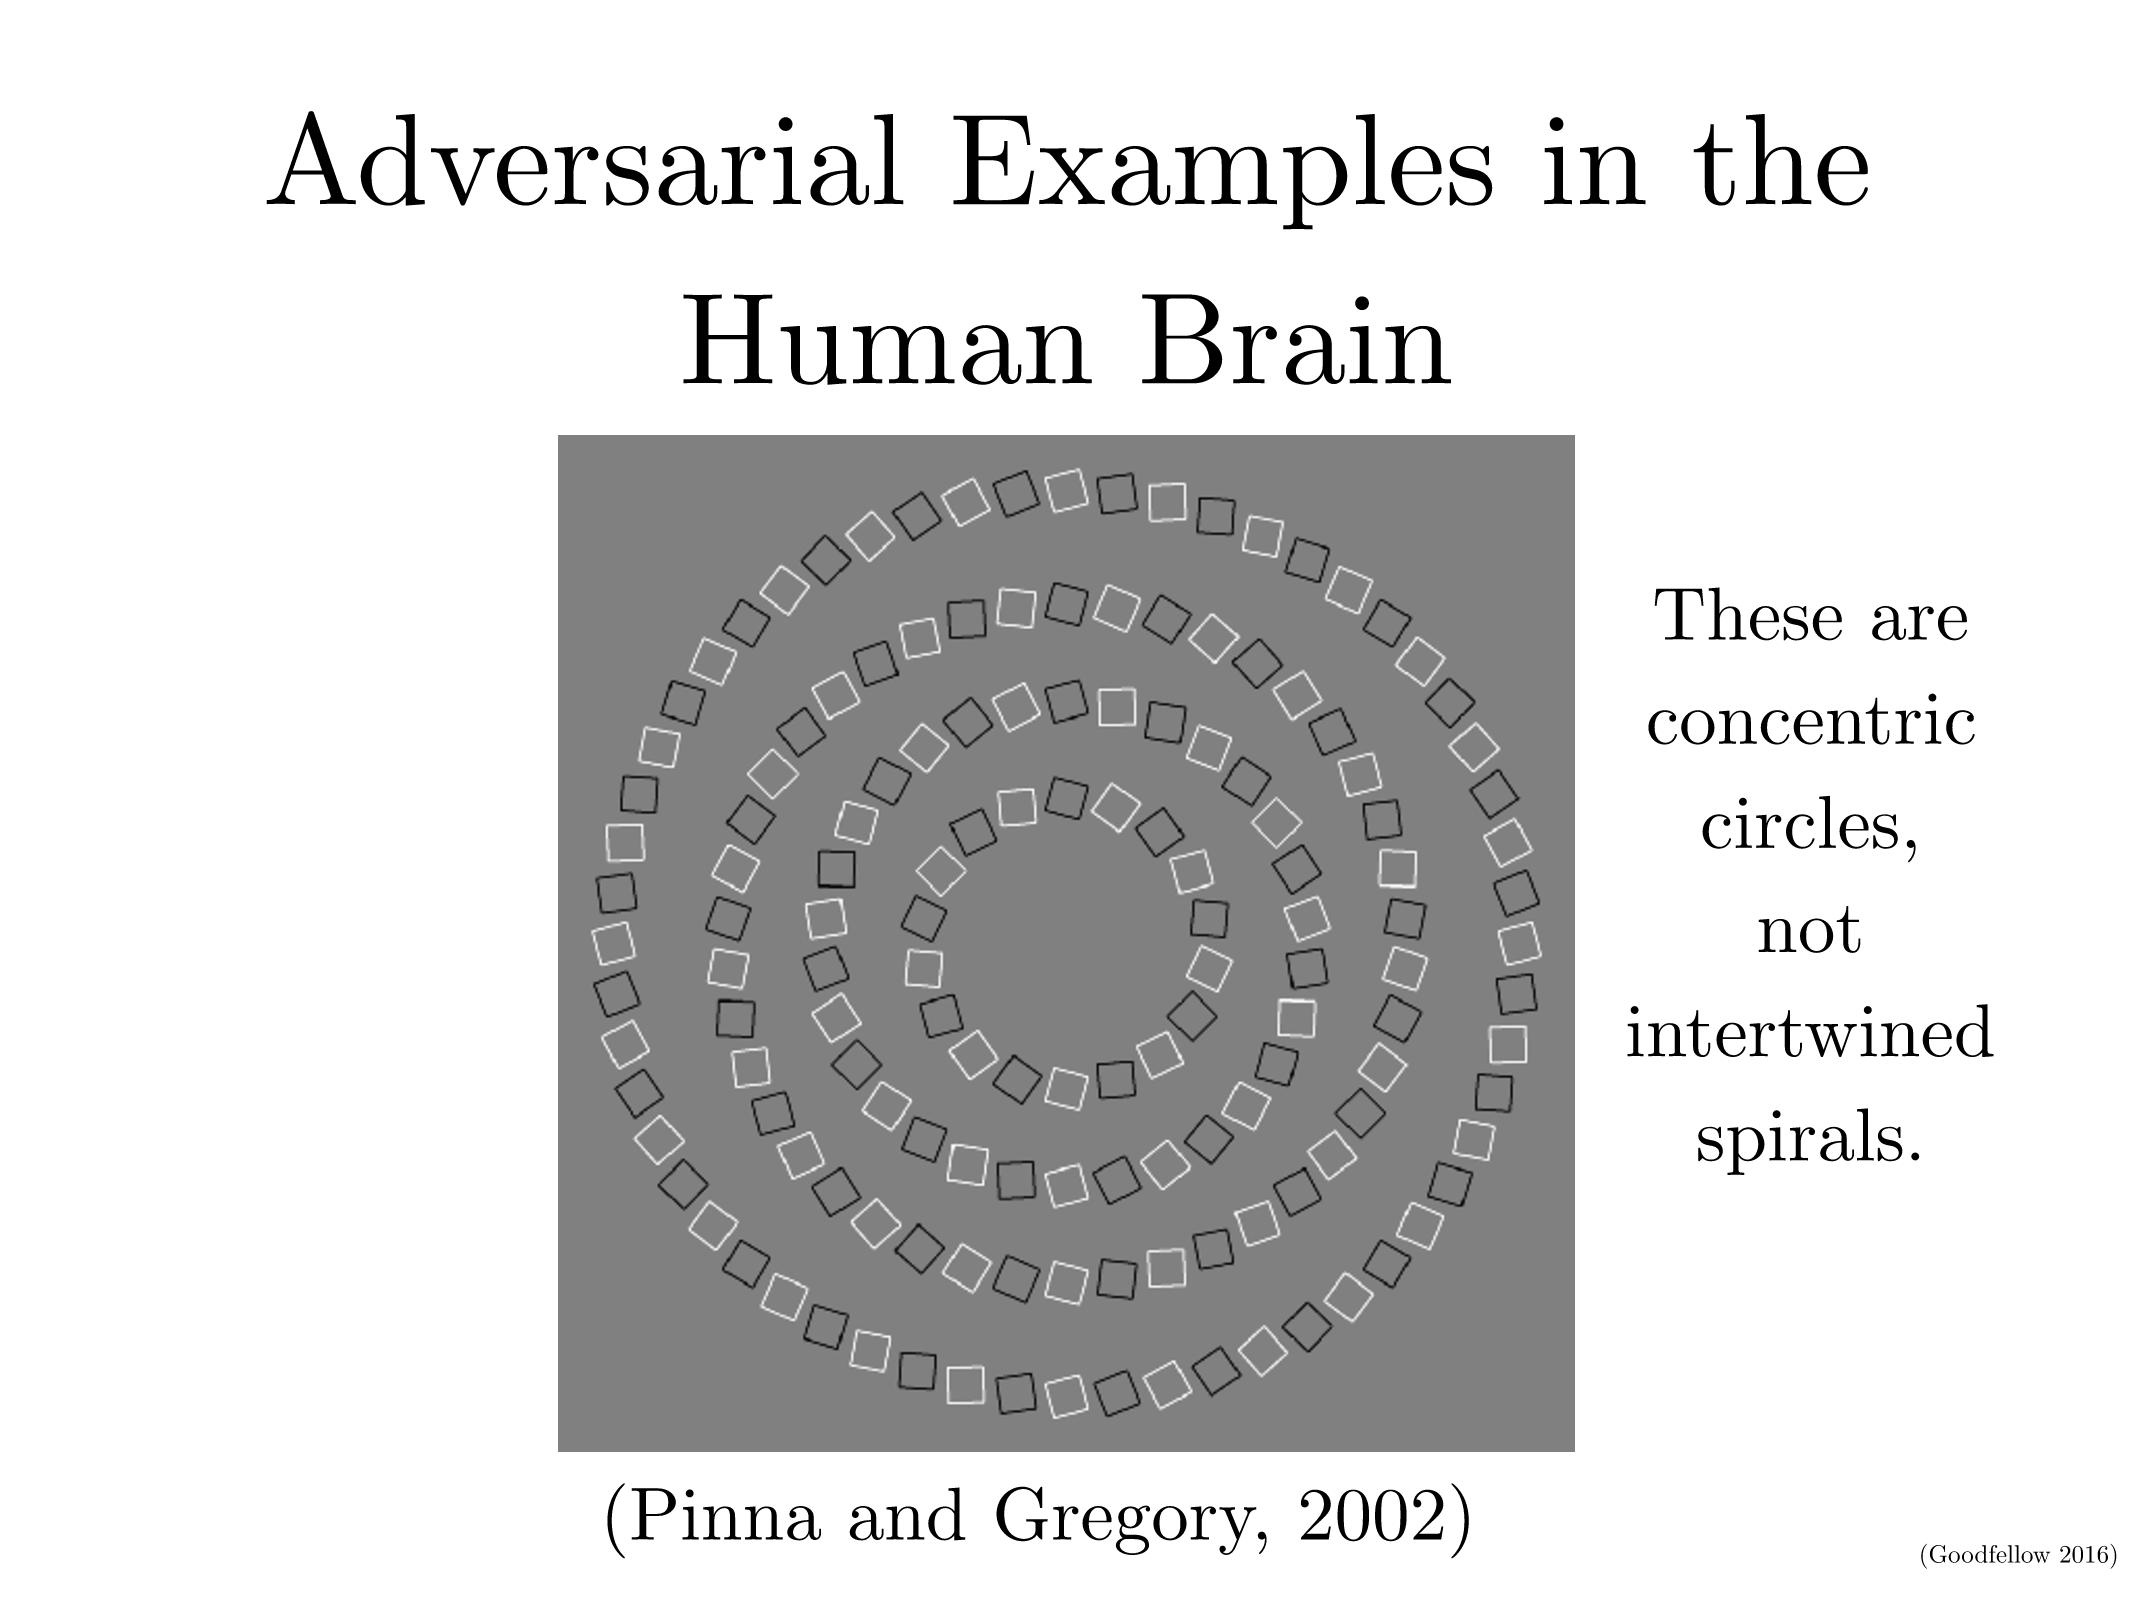 Adversarial Examples in the
Human Brain
These are
concentric
circles,
not
intertwined
spirals.
(Pinna and Gregory, 2002)
(Goodfellow 2016)